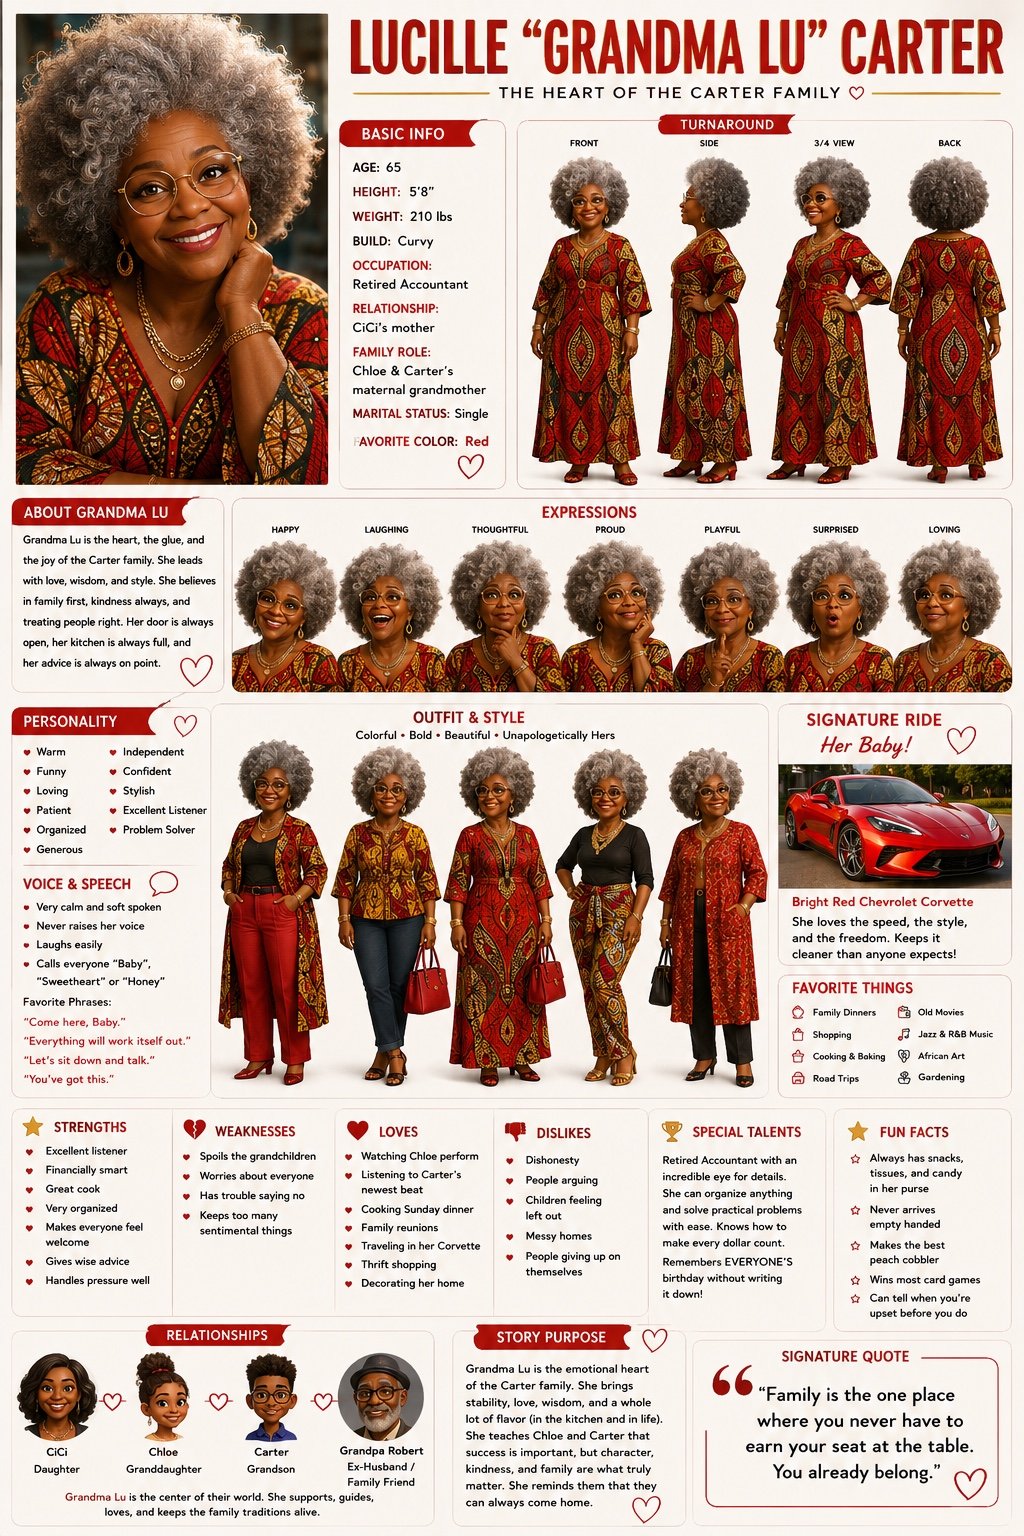 LUCILLE “GRANDMA LU” CARTER
THE HEART OF THE CARTER FAMILY
BASIC INFO
AGE: 65
HEIGHT: 5'8"
WEIGHT: 210 lbs
BUILD: Curvy
OCCUPATION:
Retired Accountant
RELATIONSHIP:
CiCi's mother
FAMILY ROLE:
Chloe & Carter's
maternal grandmother
MARITAL STATUS: Single
FAVORITE COLOR: Red
TURNAROUND
FRONT
SIDE
3/4 VIEW
BACK
ABOUT GRANDMA LU
Grandma Lu is the heart, the glue, and
the joy of the Carter family. She leads
with love, wisdom, and style. She believes
in family first, kindness always, and
treating people right. Her door is always
open, her kitchen is always full, and
her advice is always on point.
EXPRESSIONS
HAPPY
LAUGHING
THOUGHTFUL
PROUD
PLAYFUL
SURPRISED
LOVING
PERSONALITY
Warm
Funny
Loving
Patient
Organized
Generous
Independent
Confident
Stylish
Excellent Listener
Problem Solver
VOICE & SPEECH
Very calm and soft spoken
Never raises her voice
Laughs easily
Calls everyone “Baby”,
“Sweetheart” or “Honey”
Favorite Phrases:
“Come here, Baby.”
“Everything will work itself out.”
“Let's sit down and talk.”
“You've got this.”
OUTFIT & STYLE
Colorful • Bold • Beautiful • Unapologetically Hers
SIGNATURE RIDE
Her Baby!
Bright Red Chevrolet Corvette
She loves the speed, the style,
and the freedom. Keeps it
cleaner than anyone expects!
FAVORITE THINGS
Family Dinners
Shopping
Cooking & Baking
Road Trips
Old Movies
Jazz & R&B Music
African Art
Gardening
STRENGTHS
Excellent listener
Financially smart
Great cook
Very organized
Makes everyone feel
welcome
Gives wise advice
Handles pressure well
WEAKNESSES
Spoils the grandchildren
Worries about everyone
Has trouble saying no
Keeps too many
sentimental things
LOVES
Watching Chloe perform
Listening to Carter's
newest beat
Cooking Sunday dinner
Family reunions
Traveling in her Corvette
Thrift shopping
Decorating her home
DISLIKES
Dishonesty
People arguing
Children feeling
left out
Messy homes
People giving up on
themselves
SPECIAL TALENTS
Retired Accountant with an
incredible eye for details.
She can organize anything
and solve practical problems
with ease. Knows how to
make every dollar count.
Remembers EVERYONE'S
birthday without writing
it down!
FUN FACTS
Always has snacks,
tissues, and candy
in her purse
Never arrives
empty handed
Makes the best
peach cobbler
Wins most card games
Can tell when you're
upset before you do
RELATIONSHIPS
CiCi
Daughter
Chloe
Granddaughter
Carter
Grandson
Grandpa Robert
Ex-Husband /
Family Friend
Grandma Lu is the center of their world. She supports, guides,
loves, and keeps the family traditions alive.
STORY PURPOSE
Grandma Lu is the emotional heart
of the Carter family. She brings
stability, love, wisdom, and a whole
lot of flavor (in the kitchen and in life).
She teaches Chloe and Carter that
success is important, but character,
kindness, and family are what truly
matter. She reminds them that they
can always come home.
SIGNATURE QUOTE
“Family is the one place
where you never have to
earn your seat at the table.
You already belong.”